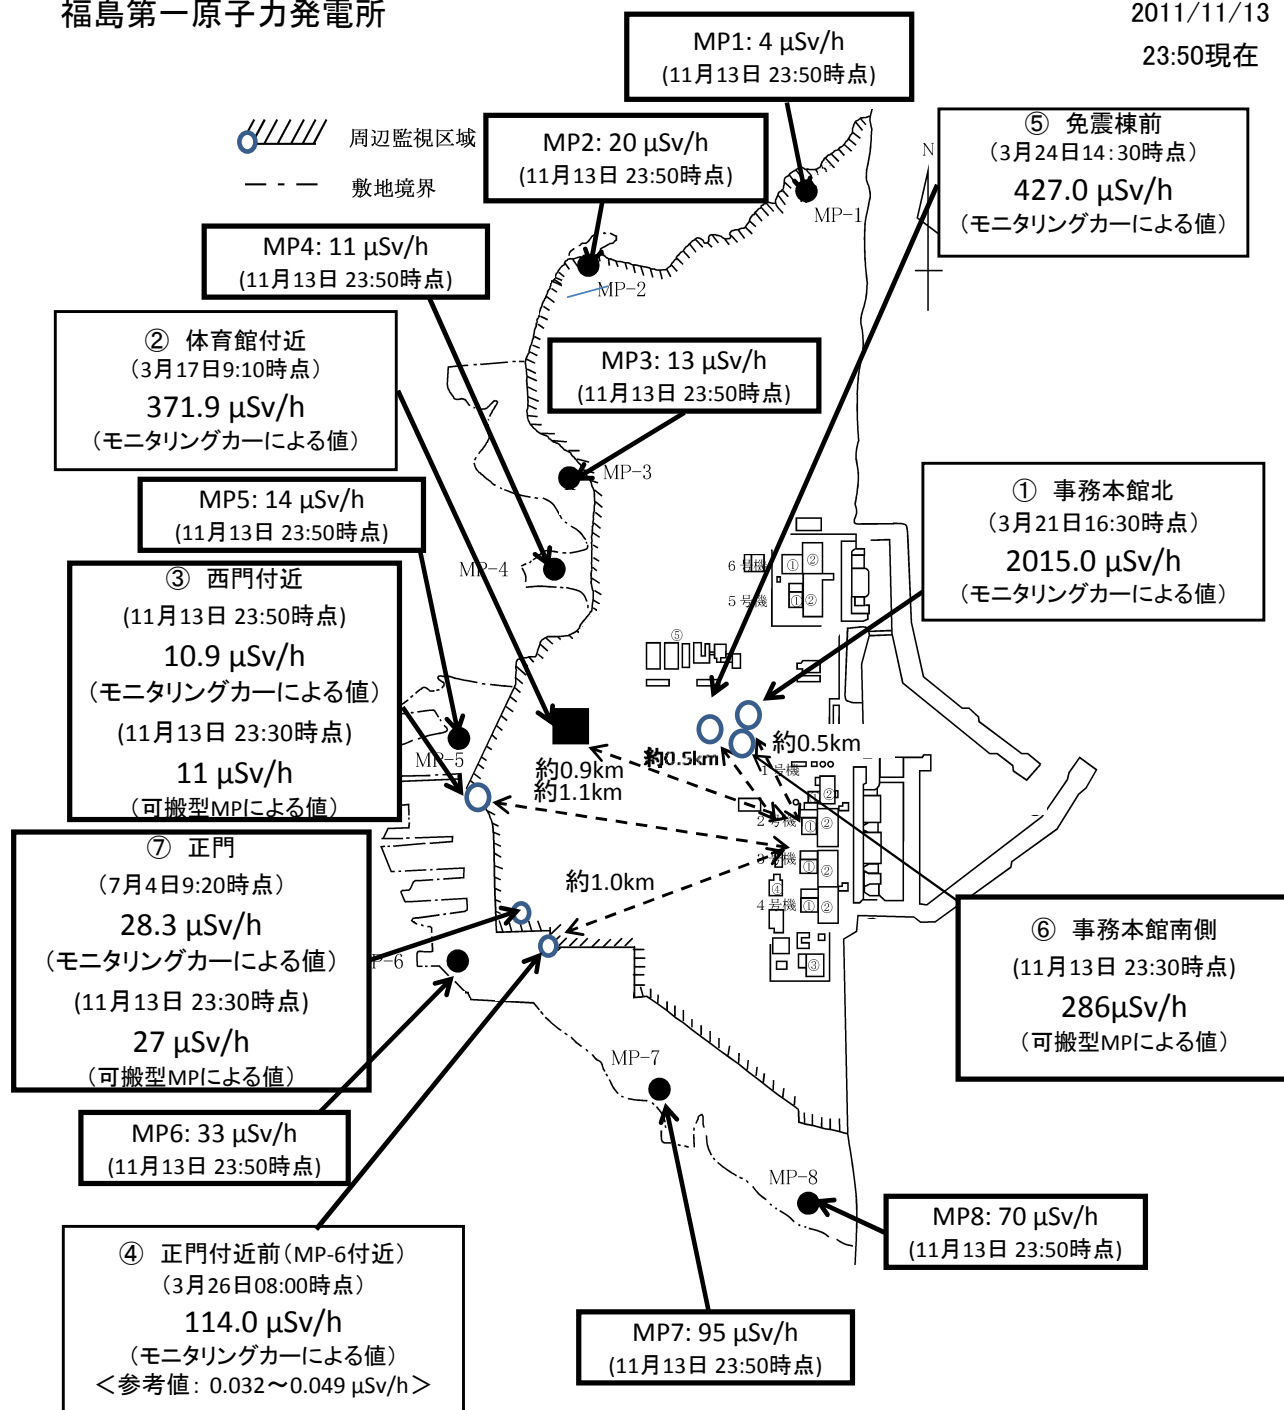 福島第一原子力発電所
2011/11/13
23:50現在
周辺監視区域
敷地境界
N
MP1: 4 μSv/h
(11月13日 23:50時点)
MP2: 20 μSv/h
(11月13日 23:50時点)
⑤ 免震棟前
(3月24日14:30時点)
427.0 μSv/h
(モニタリングカーによる値)
MP-1
MP4: 11 μSv/h
(11月13日 23:50時点)
MP-2
② 体育館付近
(3月17日9:10時点)
371.9 μSv/h
(モニタリングカーによる値)
MP3: 13 μSv/h
(11月13日 23:50時点)
MP-3
MP5: 14 μSv/h
(11月13日 23:50時点)
① 事務本館北
(3月21日16:30時点)
2015.0 μSv/h
(モニタリングカーによる値)
MP-4
6号機
① ②
5号機
① ②
⑤
③ 西門付近
(11月13日 23:50時点)
10.9 μSv/h
(モニタリングカーによる値)
(11月13日 23:30時点)
11 μSv/h
(可搬型MPによる値)
MP-5
約0.9km
約1.1km
約0.5km
約0.5km
1号機
②
2号機
① ②
3号機
① ②
④
4号機
① ②
③
約1.0km
⑦ 正門
(7月4日9:20時点)
28.3 μSv/h
(モニタリングカーによる値)
(11月13日 23:30時点)
27 μSv/h
(可搬型MPによる値)
P-6
⑥ 事務本館南側
(11月13日 23:30時点)
286μSv/h
(可搬型MPによる値)
MP-7
MP6: 33 μSv/h
(11月13日 23:50時点)
MP-8
MP8: 70 μSv/h
(11月13日 23:50時点)
④ 正門付近前(MP-6付近)
(3月26日08:00時点)
114.0 μSv/h
(モニタリングカーによる値)
<参考値: 0.032〜0.049 μSv/h>
MP7: 95 μSv/h
(11月13日 23:50時点)